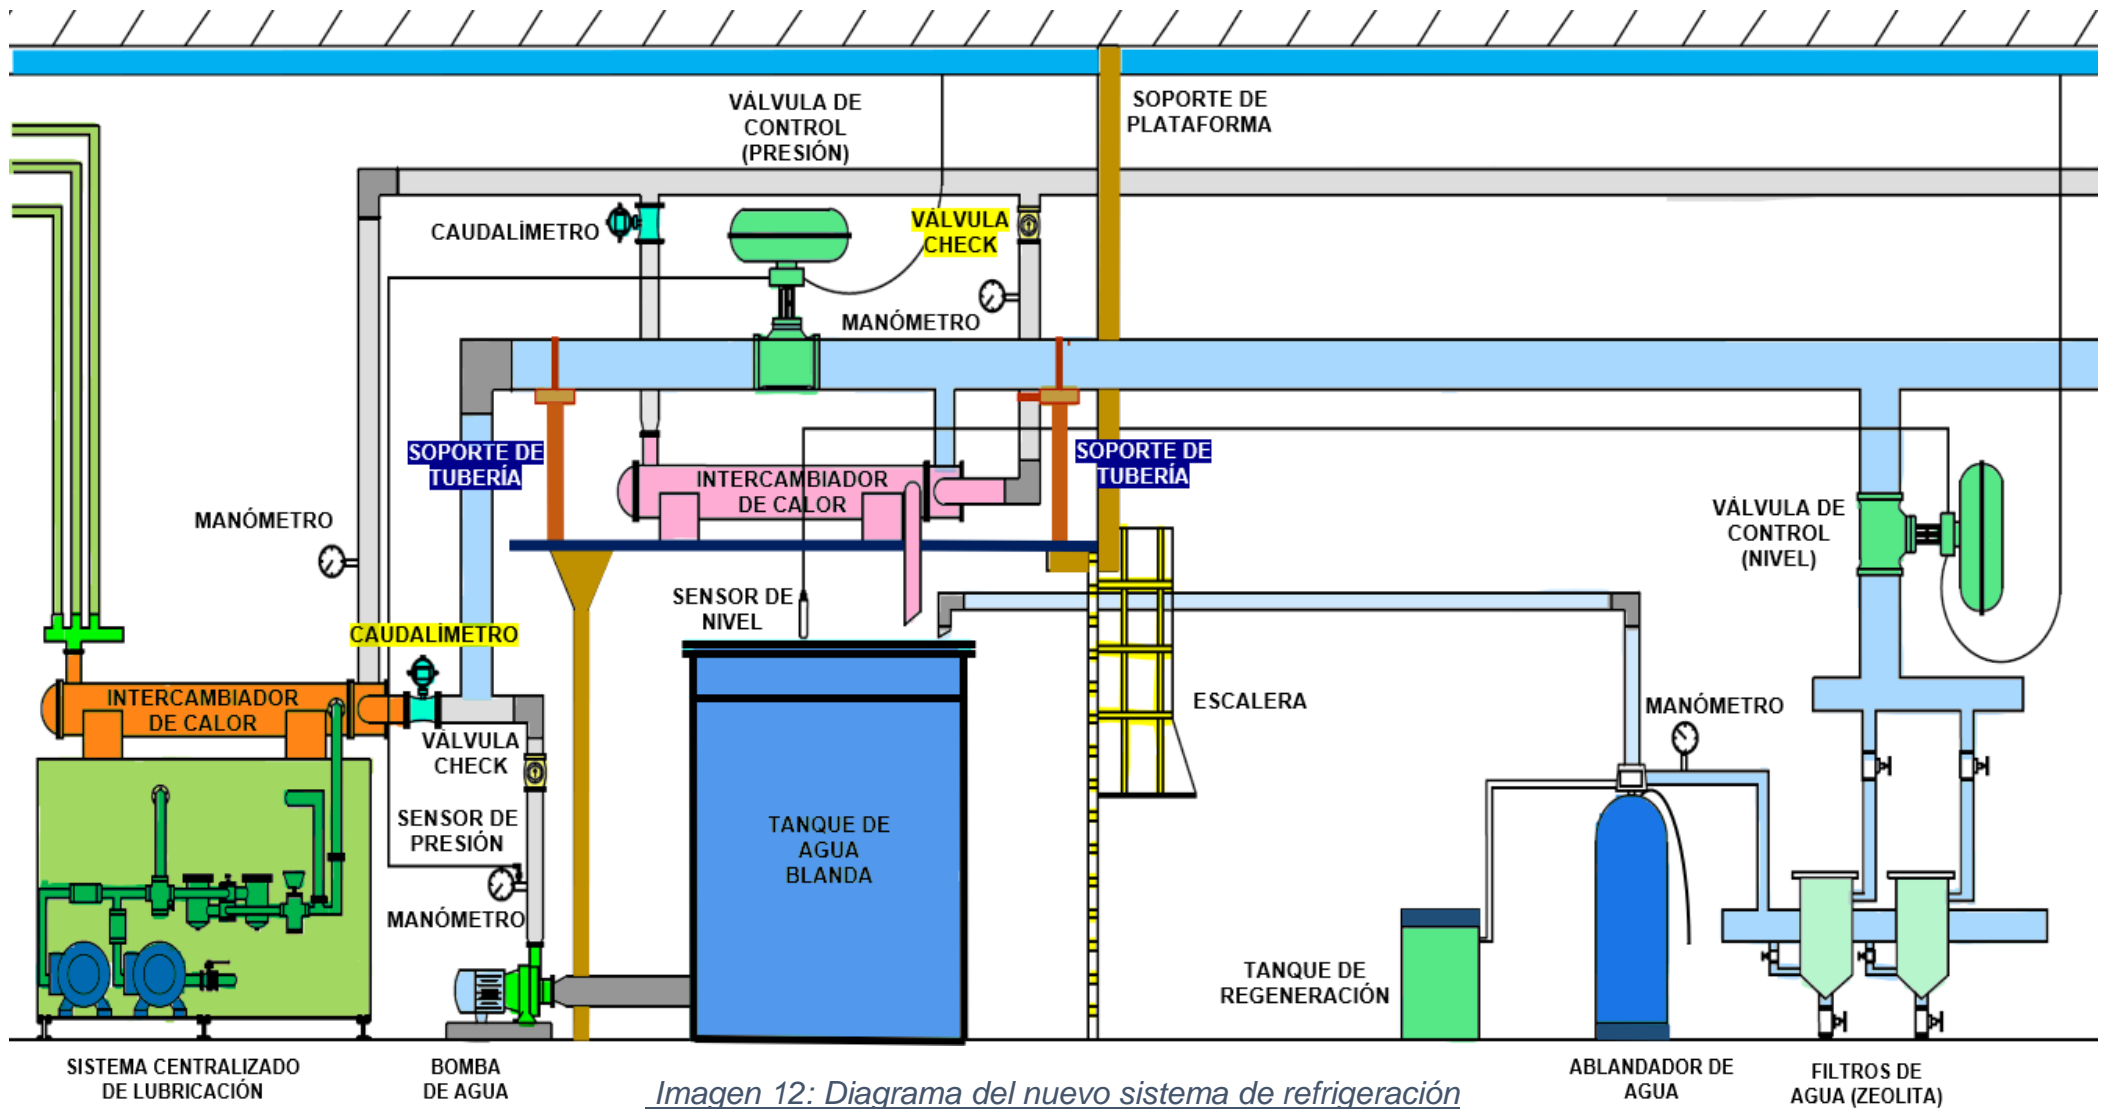 VÁLVULA DE
CONTROL
(PRESIÓN)
SOPORTE DE
PLATAFORMA
CAUDALÍMETRO
VÁLVULA
CHECK
MANÓMETRO
SOPORTE DE
TUBERÍA
SOPORTE DE
TUBERÍA
INTERCAMBIADOR
DE CALOR
MANÓMETRO
VÁLVULA DE
CONTROL
(NIVEL)
SENSOR DE
NIVEL
CAUDALÍMETRO
INTERCAMBIADOR
DE CALOR
ESCALERA
MANÓMETRO
VÁLVULA
CHECK
SENSOR DE
PRESIÓN
TANQUE DE
AGUA
BLANDA
MANÓMETRO
TANQUE DE
REGENERACIÓN
SISTEMA CENTRALIZADO
DE LUBRICACIÓN
BOMBA
DE AGUA
ABLANDADOR DE
AGUA
FILTROS DE
AGUA (ZEOLITA)
Imagen 12: Diagrama del nuevo sistema de refrigeración